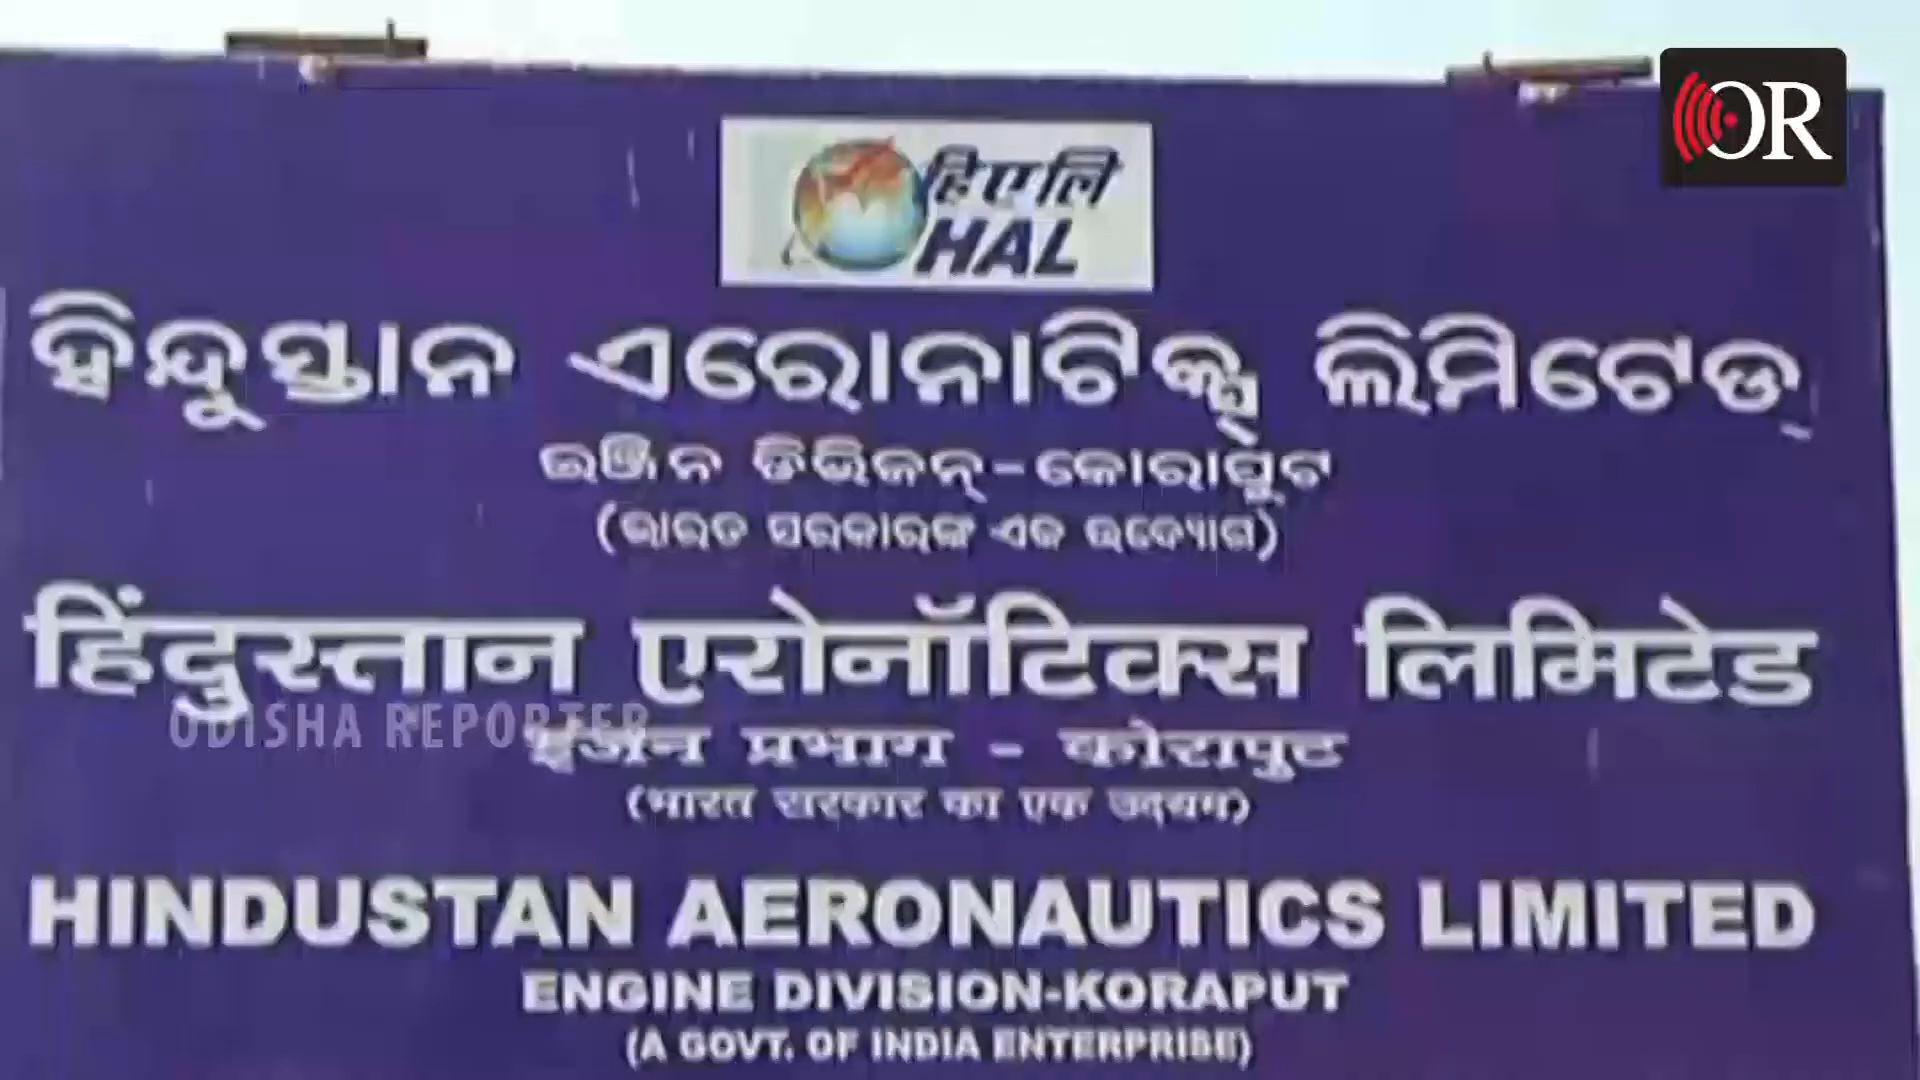 OR
हिएलि
HAL
ହିନ୍ଦୁସ୍ତାନ ଏରୋନାଟିକ୍ସ ଲିମିଟେଡ୍
ଇଞ୍ଜିନ ଡିଭିଜନ୍-କୋରାପୁଟ
(ଭାରତ ସରକାରଙ୍କ ଏକ ଉଦ୍ୟୋଗ)
हिंदुस्तान एरोनॉटिक्स लिमिटेड
ODISHA REPORTER
इंजन प्रभाग - कोरापुट
(भारत सरकार का एक उद्यम)
HINDUSTAN AERONAUTICS LIMITED
ENGINE DIVISION-KORAPUT
(A GOVT. OF INDIA ENTERPRISE)